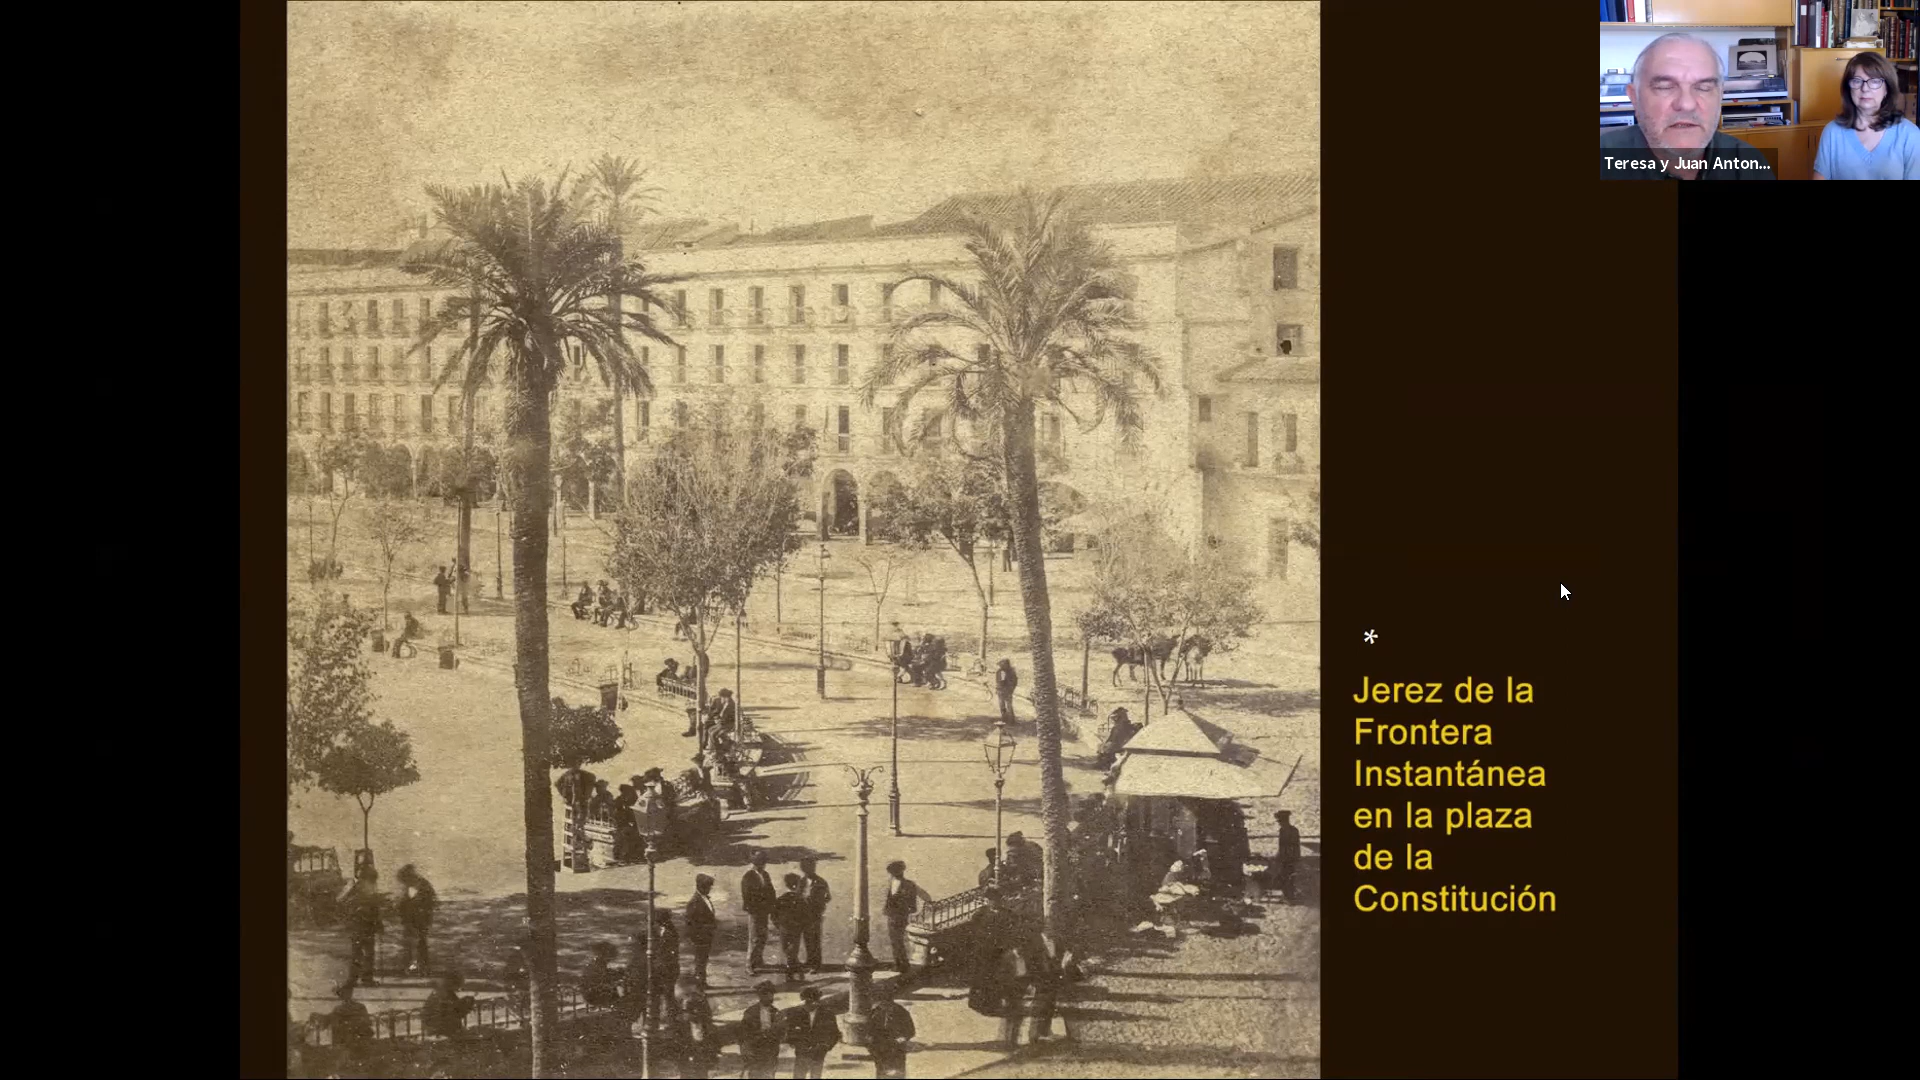 Teresa y Juan Anton...
*
Jerez de la
Frontera
Instantánea
en la plaza
de la
Constitución